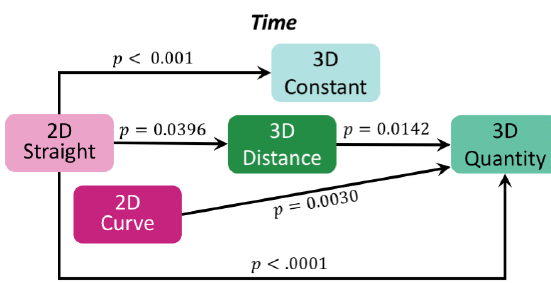 Time
p < 0.001
3D
Constant
2D
Straight
p = 0.0396
3D
Distance
p = 0.0142
3D
Quantity
2D
Curve
p = 0.0030
p < .0001